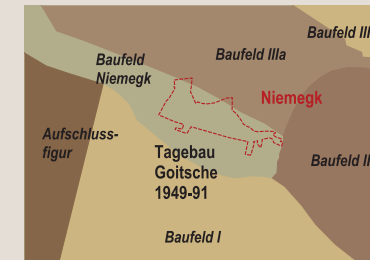 Baufeld III
Baufeld IIIa
Baufeld
Niemegk
Niemegk
Aufschluss-
figur
Tagebau
Goitsche
1949-91
Baufeld II
Baufeld I